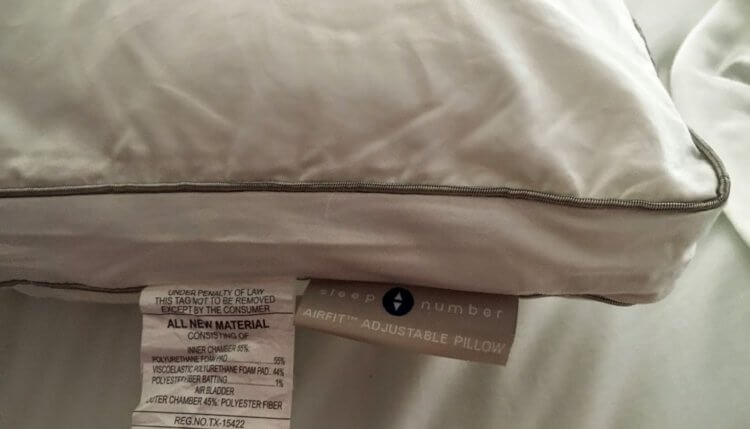 UNDER PENALTY OF LAW
THIS TAG NOT TO BE REMOVED
EXCEPT BY THE CONSUMER
ALL NEW MATERIAL
CONSISTING OF
INNER CHAMBER 55%:
POLYURETHANE FOAM PAD 55%
VISCOELASTIC POLYURETHANE FOAM PAD..44%
POLYESTER FIBER BATTING 1%
AIR BLADDER
OUTER CHAMBER 45%: POLYESTER FIBER
REG.NO.TX-15422
sleep number
AIRFIT™ ADJUSTABLE PILLOW